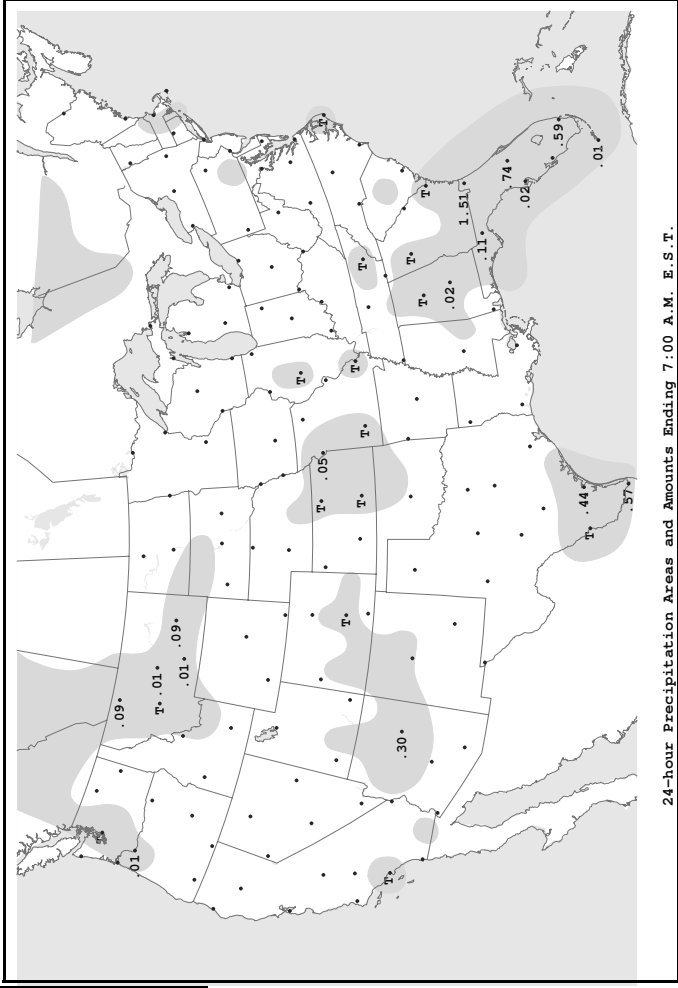 .09
01
T .01
.09
.01
T
T .05 T
T T
T T T
T
.30
T
T T
.02
1.51
.11
.74
.02
.59
.44
T
.01
.57
24-hour Precipitation Areas and Amounts Ending 7:00 A.M. E.S.T.